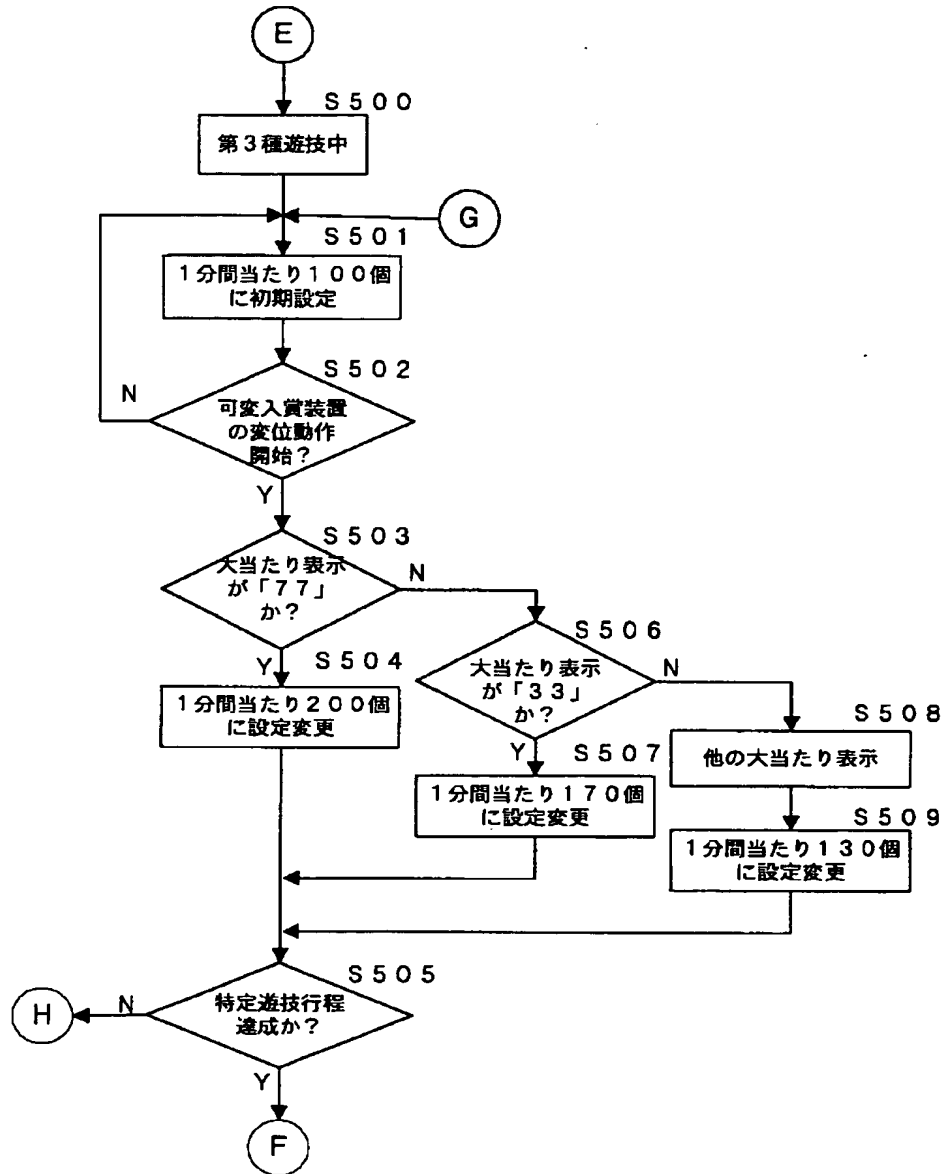 E
S500
第3種遊技中
G
S501
1分間当たり100個
に初期設定
S502
N
可変入賞装置
の変位動作
開始?
Y
S503
大当たり表示
が「77」
か?
N
Y
S504
1分間当たり200個
に設定変更
S506
大当たり表示
が「33」
か?
N
Y
S507
1分間当たり170個
に設定変更
S508
他の大当たり表示
S509
1分間当たり130個
に設定変更
S505
特定遊技行程
達成か?
N
H
Y
F